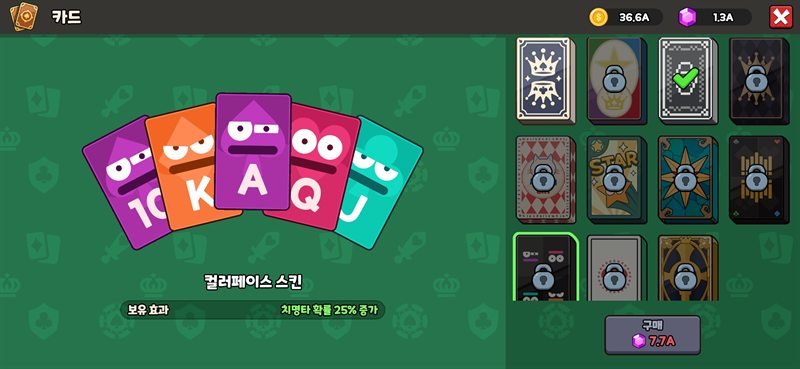 카드
36.6A
1.3A
10
K
A
Q
J
STAR
컬러페이스 스킨
보유 효과 치명타 확률 25% 증가
구매
7.7A